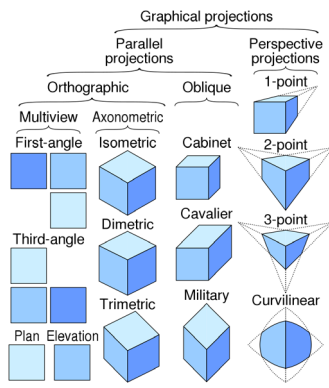 Graphical projections
Parallel
projections
Perspective
projections
Orthographic
Oblique
1-point
Multiview
Axonometric
First-angle
Isometric
Cabinet
2-point
Third-angle
Dimetric
Cavalier
3-point
Trimetric
Military
Curvilinear
Plan
Elevation